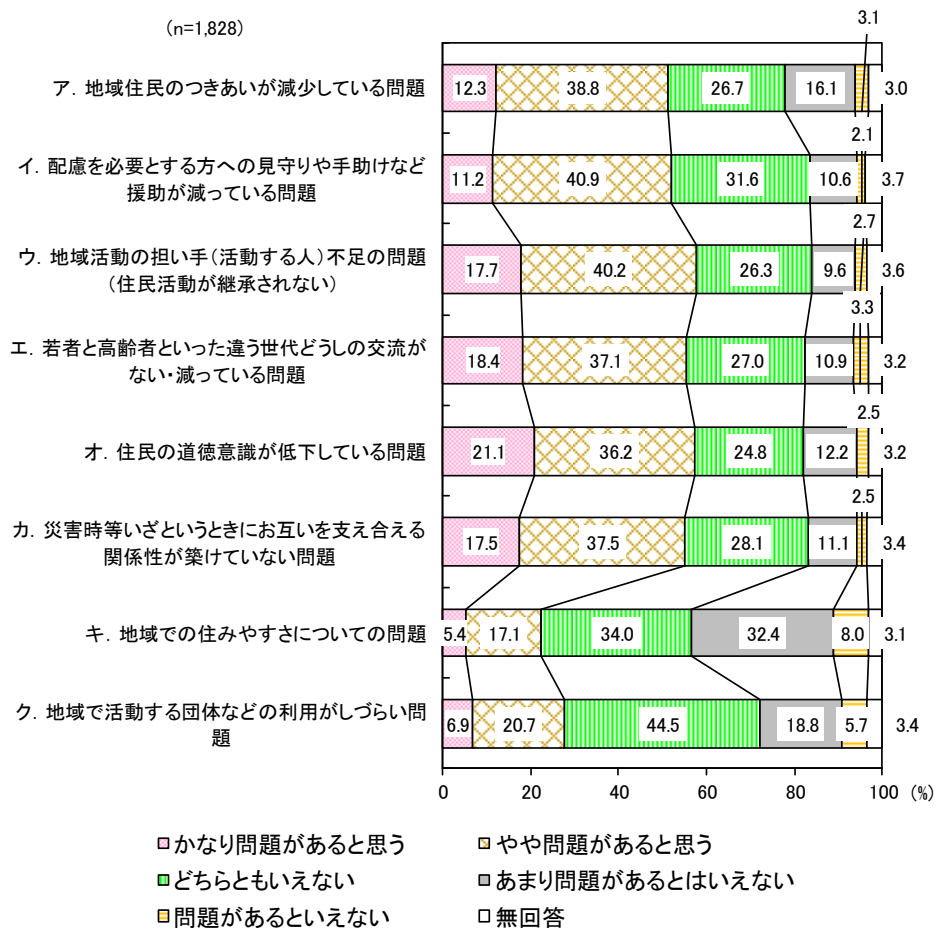 (n=1,828)
3.1
ア．地域住民のつきあいが減少している問題
12.3 38.8 26.7 16.1 3.0
2.1
イ．配慮を必要とする方への見守りや手助けなど
援助が減っている問題
11.2 40.9 31.6 10.6 3.7
2.7
ウ．地域活動の担い手（活動する人）不足の問題
（住民活動が継承されない）
17.7 40.2 26.3 9.6 3.6
3.3
エ．若者と高齢者といった違う世代どうしの交流が
ない・減っている問題
18.4 37.1 27.0 10.9 3.2
2.5
オ．住民の道徳意識が低下している問題
21.1 36.2 24.8 12.2 3.2
2.5
カ．災害時等いざというときにお互いを支え合える
関係性が築けていない問題
17.5 37.5 28.1 11.1 3.4
キ．地域での住みやすさについての問題
5.4 17.1 34.0 32.4 8.0 3.1
ク．地域で活動する団体などの利用がしづらい問
題
6.9 20.7 44.5 18.8 5.7 3.4
0 20 40 60 80 100 (%)
かなり問題があると思う やや問題があると思う
どちらともいえない あまり問題があるとはいえない
問題があるといえない 無回答